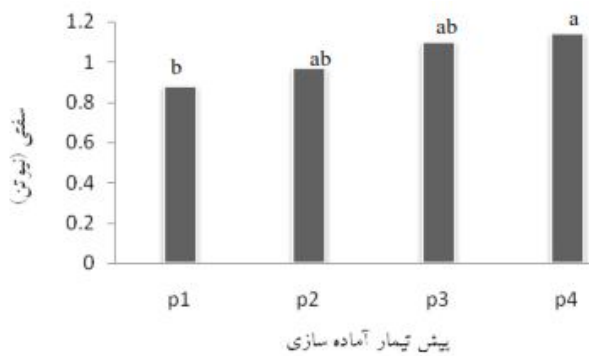 1.2
1
0.8
0.6
0.4
0.2
0
سفتی (نیوتن)
b
ab
ab
a
p1 p2 p3 p4
پیش تیمار آماده سازی